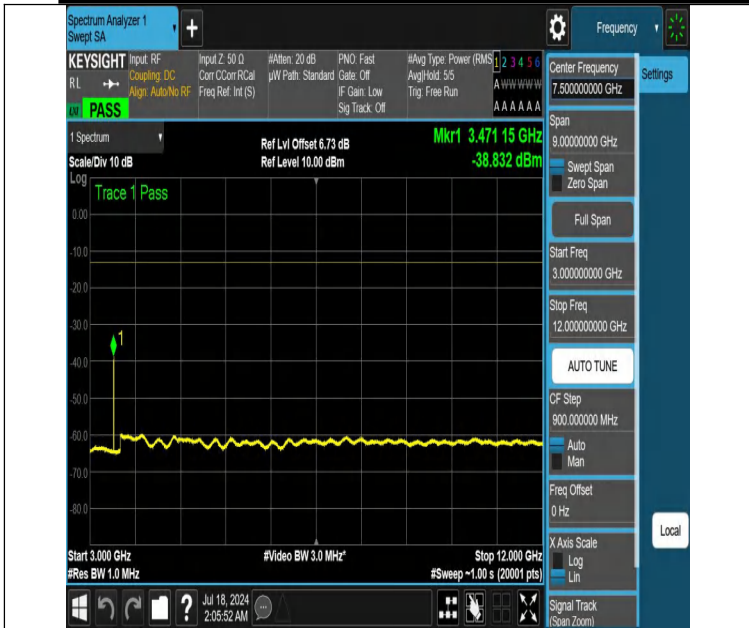 Spectrum Analyzer 1
Swept SA
Frequency
KEYSIGHT
Input: RF
Input Z: 50 Ω
#Atten: 20 dB
PNO: Fast
#Avg Type: Power (RMS
1 2 3 4 5 6
RL
Coupling: DC
Corr CCorr RCal
µW Path: Standard
Gate: Off
Avg|Hold: 5/5
A W W W W W
Align: Auto/No RF
Freq Ref: Int (S)
IF Gain: Low
Trig: Free Run
Sig Track: Off
A A A A A A
LXI
PASS
1 Spectrum
Ref Lvl Offset 6.73 dB
Mkr1 3.471 15 GHz
Scale/Div 10 dB
Ref Level 10.00 dBm
-38.832 dBm
Log
Trace 1 Pass
0.00
-10.0
-20.0
-30.0
1
-40.0
-50.0
-60.0
-70.0
-80.0
Start 3.000 GHz
#Video BW 3.0 MHz*
Stop 12.000 GHz
#Res BW 1.0 MHz
#Sweep ~1.00 s (20001 pts)
?
Jul 18, 2024
2:05:52 AM
Center Frequency
7.500000000 GHz
Settings
Span
9.00000000 GHz
Swept Span
Zero Span
Full Span
Start Freq
3.000000000 GHz
Stop Freq
12.000000000 GHz
AUTO TUNE
CF Step
900.000000 MHz
Auto
Man
Freq Offset
0 Hz
X Axis Scale
Log
Lin
Local
Signal Track
(Span Zoom)